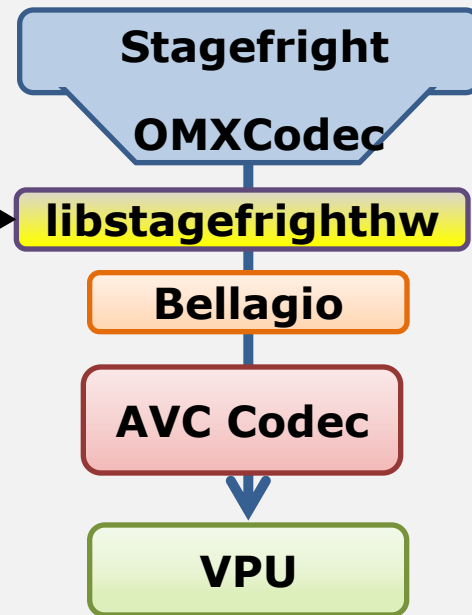 Stagefright
OMXCodec
libstagefrighthw
Bellagio
AVC Codec
VPU